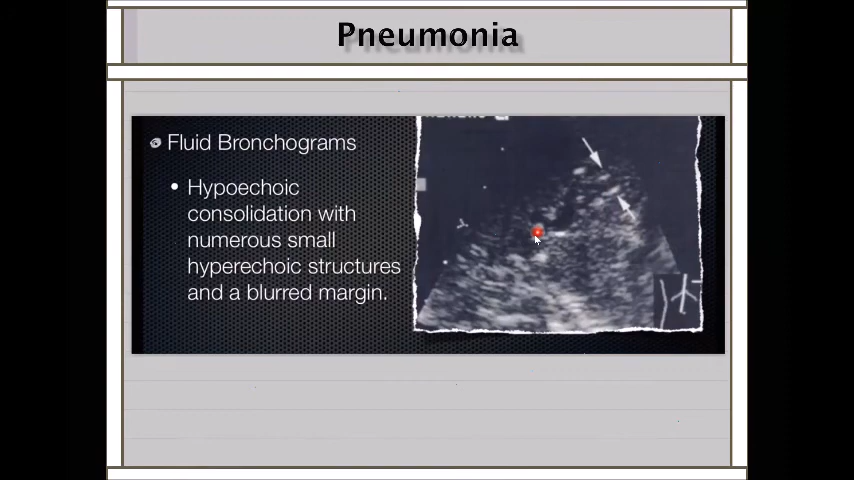 Pneumonia
Fluid Bronchograms
• Hypoechoic
consolidation with
numerous small
hyperechoic structures
and a blurred margin.